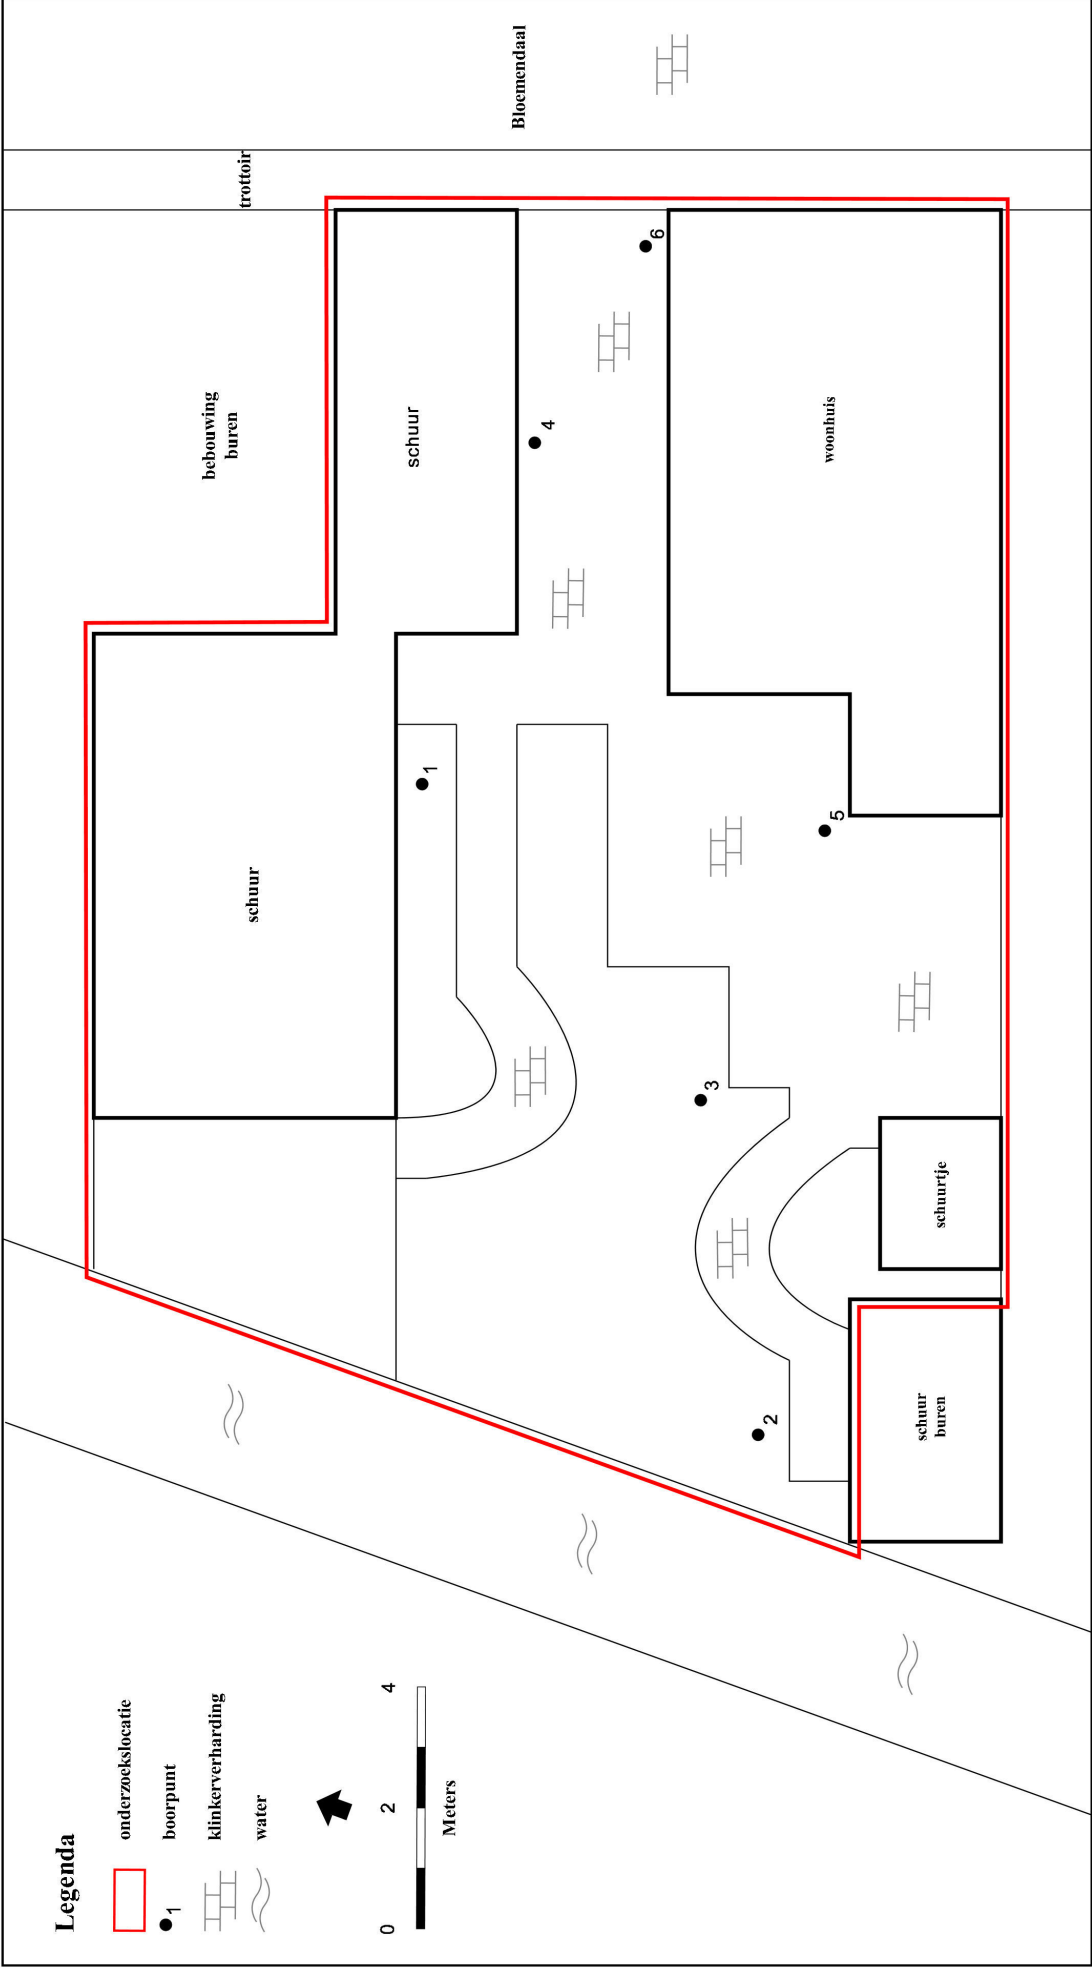 Bloemendaal
trottoir
bebouwing
buren
schuur
woonhuis
schuur
schuurtje
schuur
buren
1
2
3
4
5
6
Legenda
onderzoekslocatie
1
boorpunt
klinkerverharding
water
0 2 4
Meters